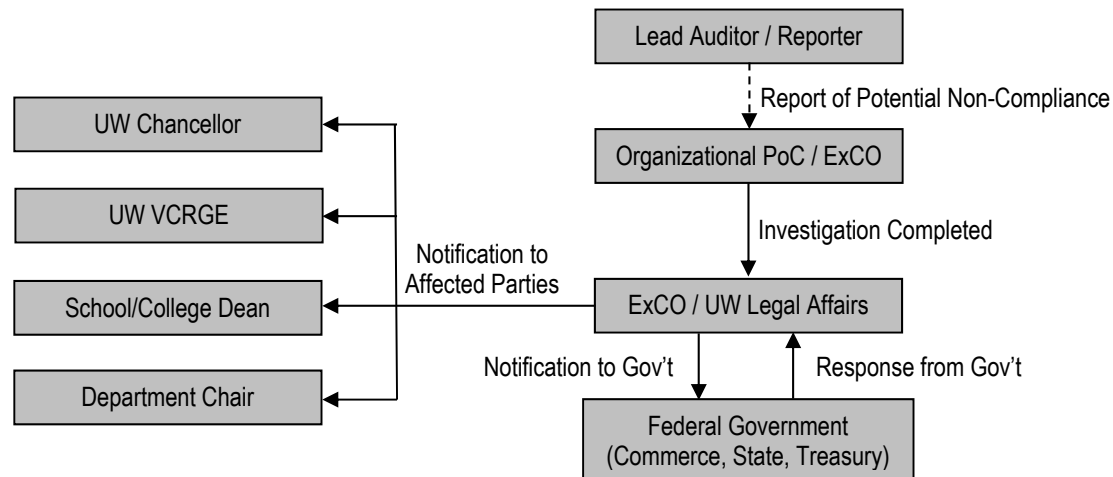 Lead Auditor / Reporter
Report of Potential Non-Compliance
UW Chancellor
Organizational PoC / ExCO
UW VCRGE
Investigation Completed
Notification to
Affected Parties
School/College Dean
ExCO / UW Legal Affairs
Notification to Gov’t
Response from Gov’t
Department Chair
Federal Government
(Commerce, State, Treasury)